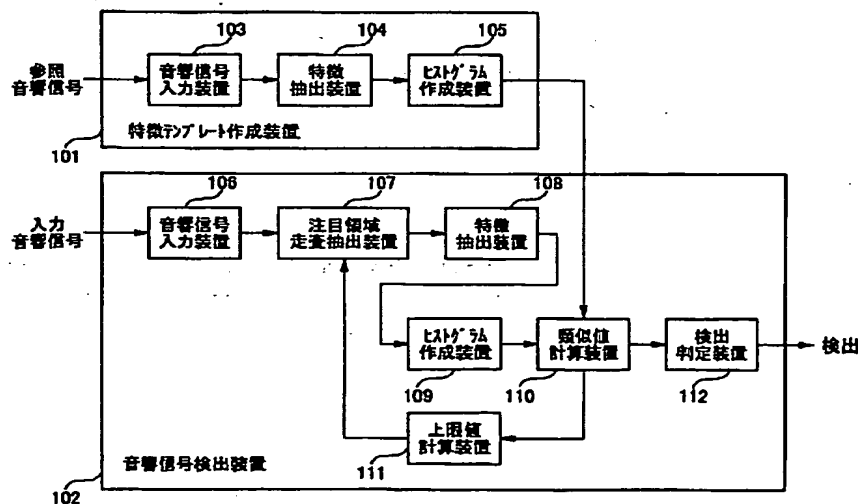 103
104
105
参照
音響信号
音響信号
入力装置
特徴
抽出装置
ﾋｽﾄｸﾞﾗﾑ
作成装置
特徴ﾃﾝﾌﾟﾚｰﾄ作成装置
101
106
107
108
入力
音響信号
音響信号
入力装置
注目領域
走査抽出装置
特徴
抽出装置
ﾋｽﾄｸﾞﾗﾑ
作成装置
109
類似値
計算装置
110
検出
判定装置
112
検出
上限値
計算装置
111
音響信号検出装置
102